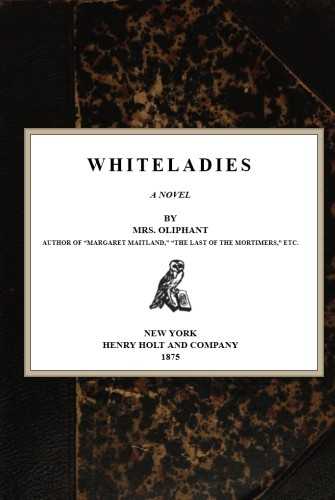 WHITELADIES
A NOVEL
BY
MRS. OLIPHANT
AUTHOR OF “MARGARET MAITLAND,” “THE LAST OF THE MORTIMERS,” ETC.
NEW YORK
HENRY HOLT AND COMPANY
1875